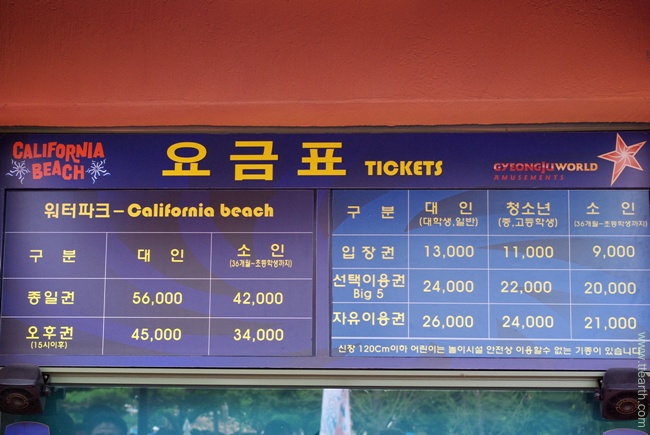 CALIFORNIA
BEACH
요금표 TICKETS
GYEONGJUWORLD
AMUSEMENTS
워터파크-California beach
구 분 대 인 소 인
(36개월~초등학생까지)
종일권 56,000 42,000
오후권 45,000 34,000
(15시이후)
구 분 대 인 청소년 소 인
(대학생,일반) (중,고등학생) (36개월~초등학생까지)
입장권 13,000 11,000 9,000
선택이용권 24,000 22,000 20,000
Big 5
자유이용권 26,000 24,000 21,000
신장 120Cm이하 어린이는 놀이시설 안전상 이용할수 없는 기종이 있습니다
www.tlearth.com